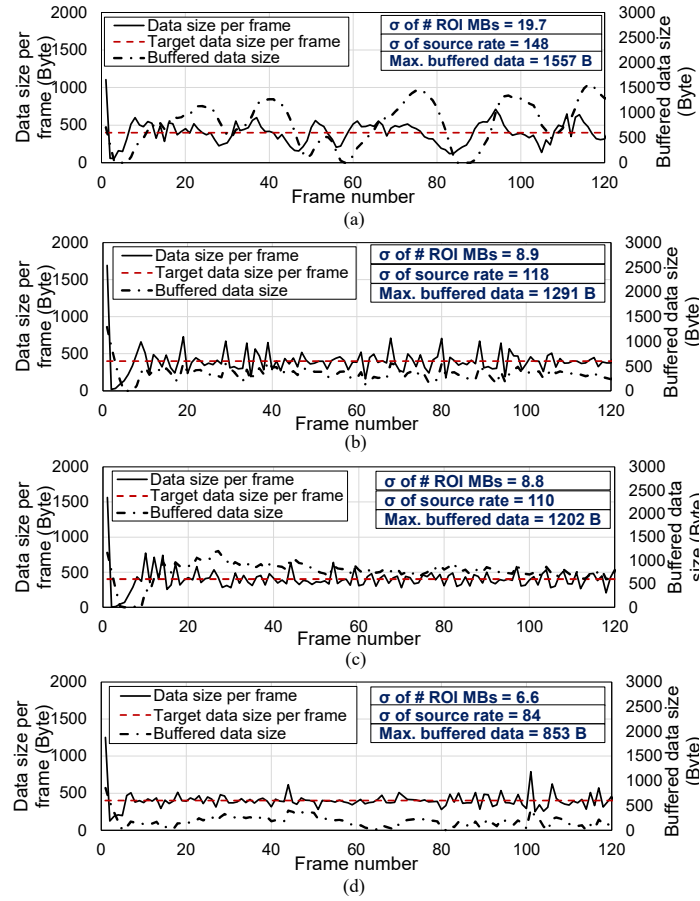 2000
1500
1000
500
0
Data size per
frame (Byte)
Data size per frame
Target data size per frame
Buffered data size
σ of # ROI MBs = 19.7
σ of source rate = 148
Max. buffered data = 1557 B
3000
2500
2000
1500
1000
500
0
Buffered data size
(Byte)
0 20 40 60 80 100 120
Frame number
(a)
2000
1500
1000
500
0
Data size per
frame (Byte)
Data size per frame
Target data size per frame
Buffered data size
σ of # ROI MBs = 8.9
σ of source rate = 118
Max. buffered data = 1291 B
3000
2500
2000
1500
1000
500
0
Buffered data size
(Byte)
0 20 40 60 80 100 120
Frame number
(b)
2000
1500
1000
500
0
Data size per
frame (Byte)
Data size per frame
Target data size per frame
Buffered data size
σ of # ROI MBs = 8.8
σ of source rate = 110
Max. buffered data = 1202 B
3000
2500
2000
1500
1000
500
0
Buffered data
size (Byte)
0 20 40 60 80 100 120
Frame number
(c)
2000
1500
1000
500
0
Data size per
frame (Byte)
Data size per frame
Target data size per frame
Buffered data size
σ of # ROI MBs = 6.6
σ of source rate = 84
Max. buffered data = 853 B
3000
2500
2000
1500
1000
500
0
Buffered data size
(Byte)
0 20 40 60 80 100 120
Frame number
(d)